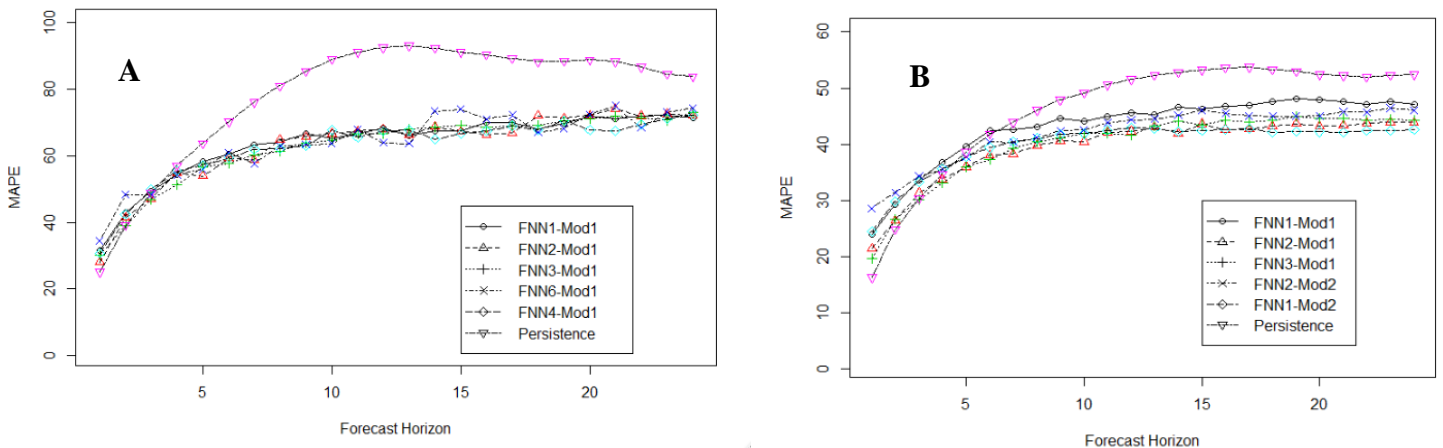 A
MAPE
100
80
60
40
20
0
FNN1-Mod1
FNN2-Mod1
FNN3-Mod1
FNN6-Mod1
FNN4-Mod1
Persistence
5 10 15 20
Forecast Horizon
B
MAPE
60
50
40
30
20
10
0
FNN1-Mod1
FNN2-Mod1
FNN3-Mod1
FNN2-Mod2
FNN1-Mod2
Persistence
5 10 15 20
Forecast Horizon